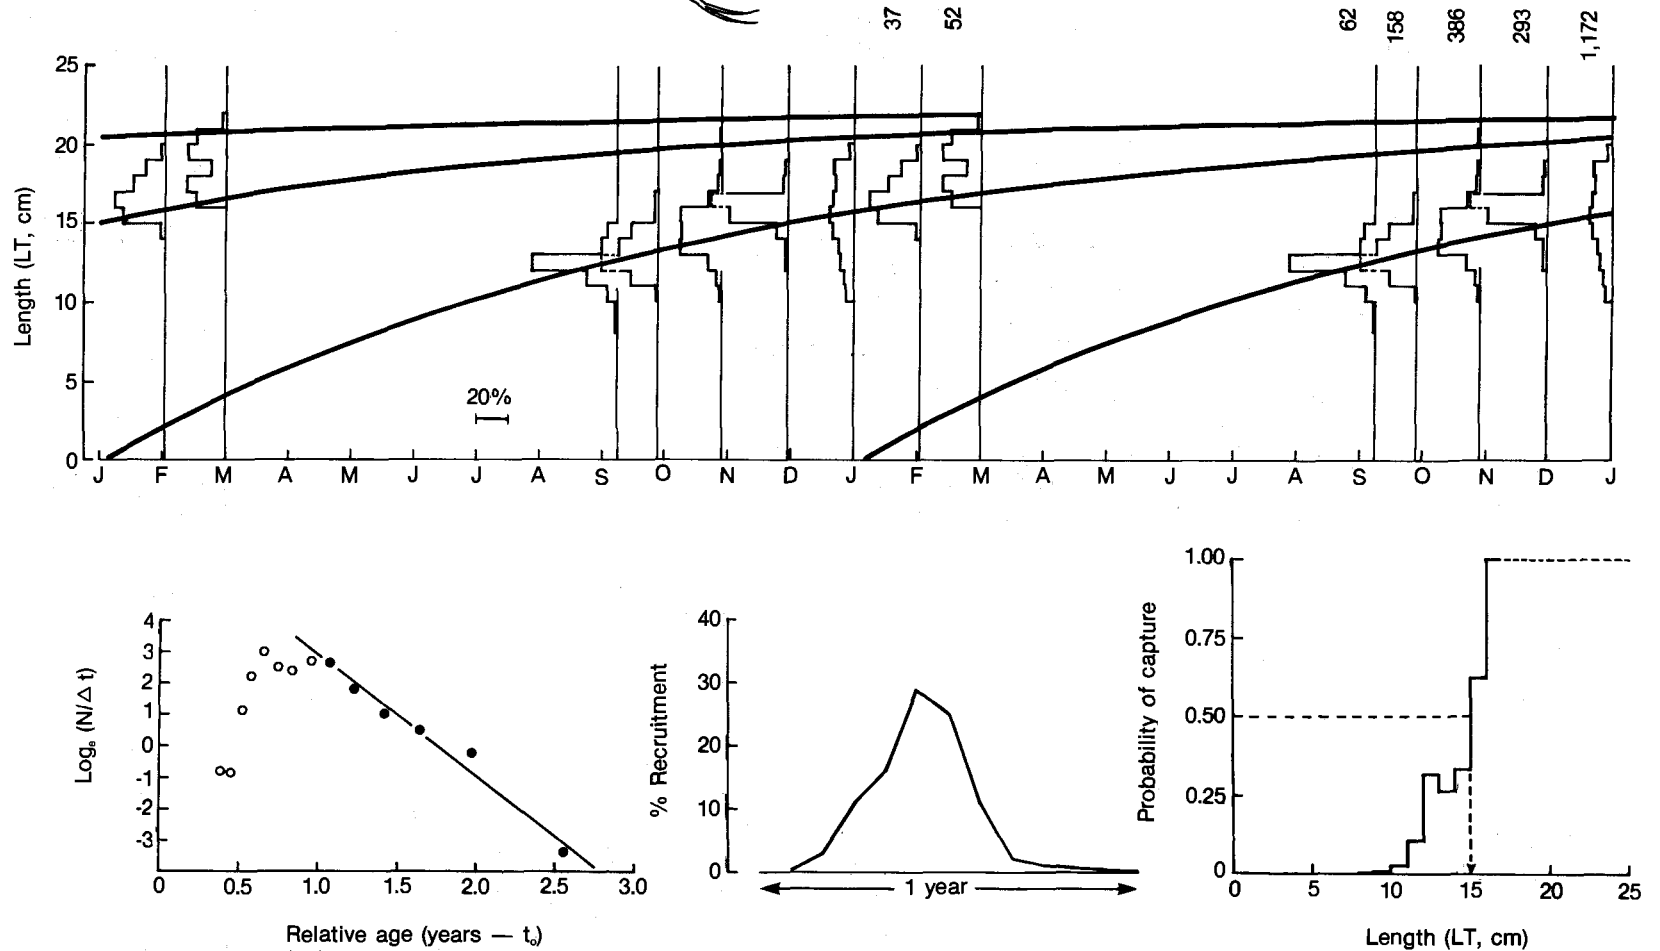 37 52 62 158 386 293 1,172
25
20
15
10
5
0
Length (LT, cm)
20%
J F M A M J J A S O N D J F M A M J J A S O N D J
4
3
2
1
0
-1
-2
-3
Logₑ (N/Δ t)
0 0.5 1.0 1.5 2.0 2.5 3.0
Relative age (years — tₒ)
40
30
20
10
0
% Recruitment
1 year
1.00
0.75
0.50
0.25
0
Probability of capture
0 5 10 15 20 25
Length (LT, cm)